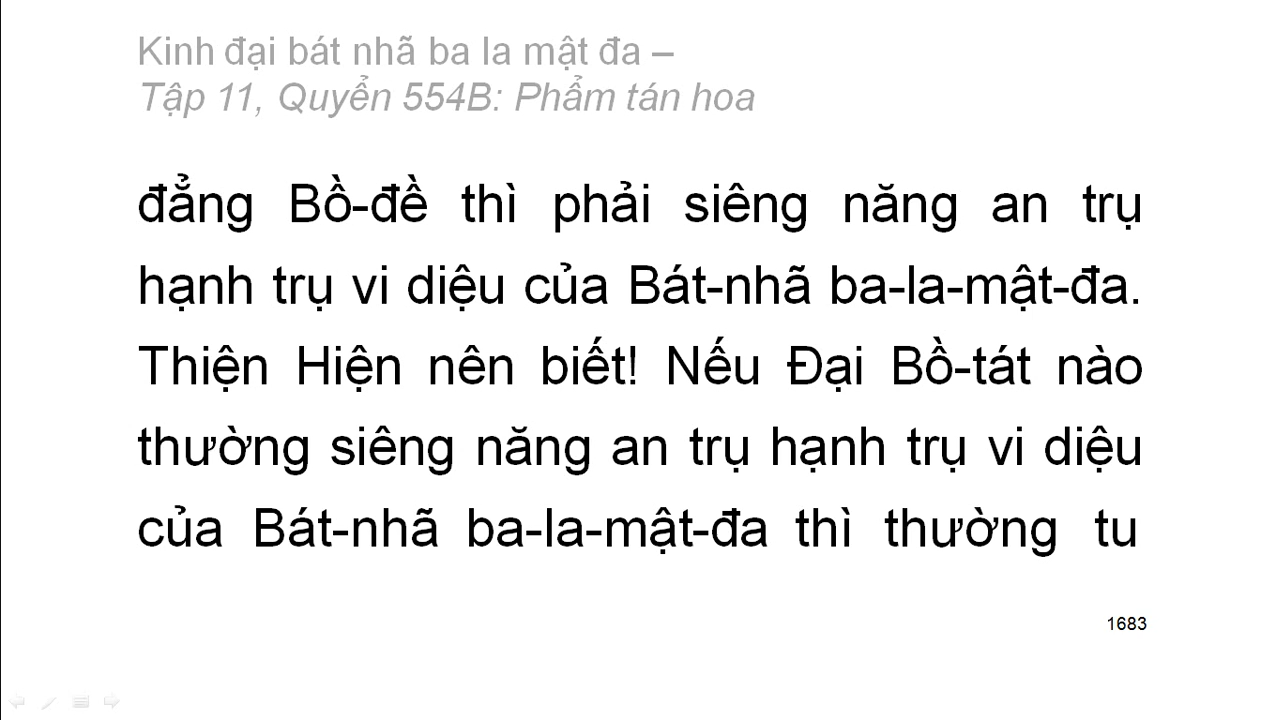 Kinh đại bát nhã ba la mật đa –
Tập 11, Quyển 554B: Phẩm tán hoa
đẳng Bồ-đề thì phải siêng năng an trụ
hạnh trụ vi diệu của Bát-nhã ba-la-mật-đa.
Thiện Hiện nên biết! Nếu Đại Bồ-tát nào
thường siêng năng an trụ hạnh trụ vi diệu
của Bát-nhã ba-la-mật-đa thì thường tu
1683